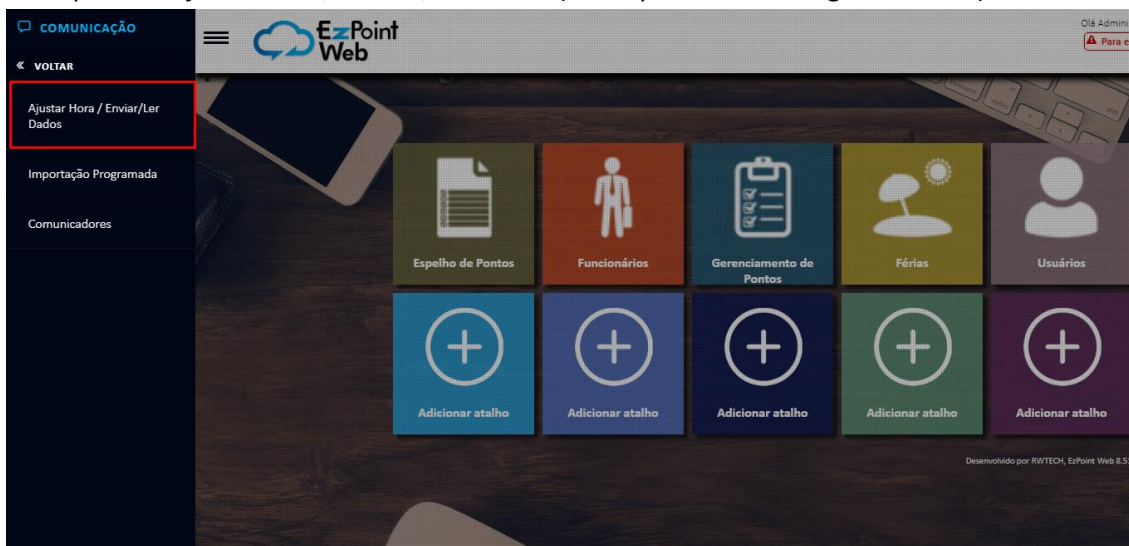 COMUNICAÇÃO
« VOLTAR
Ajustar Hora / Enviar/Ler
Dados
Importação Programada
Comunicadores
EzPoint
Web
Olá Admini
Para e
Espelho de Pontos
Funcionários
Gerenciamento de
Pontos
Férias
Usuários
Adicionar atalho
Adicionar atalho
Adicionar atalho
Adicionar atalho
Adicionar atalho
Desenvolvido por RWTECH, EzPoint Web 8.5